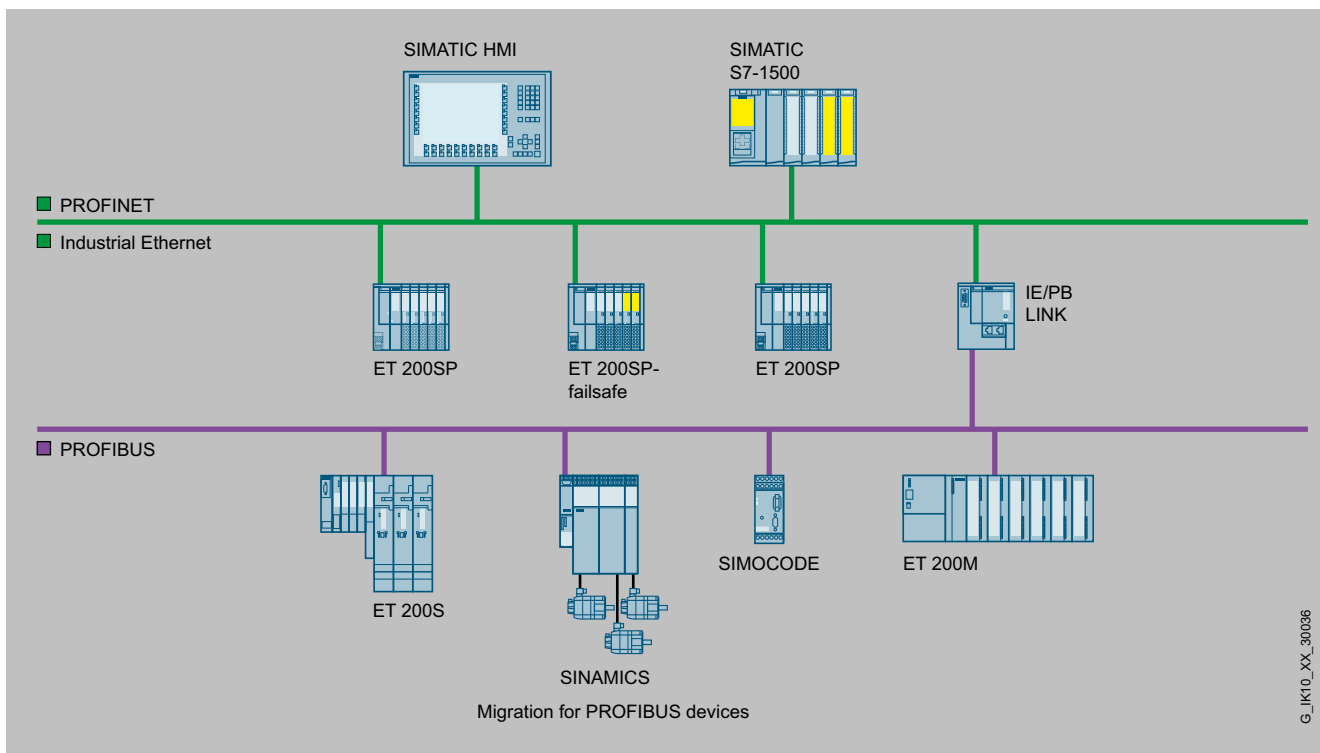 SIMATIC HMI
SIMATIC
S7-1500
PROFINET
Industrial Ethernet
ET 200SP
ET 200SP-
failsafe
ET 200SP
IE/PB
LINK
PROFIBUS
ET 200S
SINAMICS
SIMOCODE
ET 200M
Migration for PROFIBUS devices
G_IK10_XX_30036